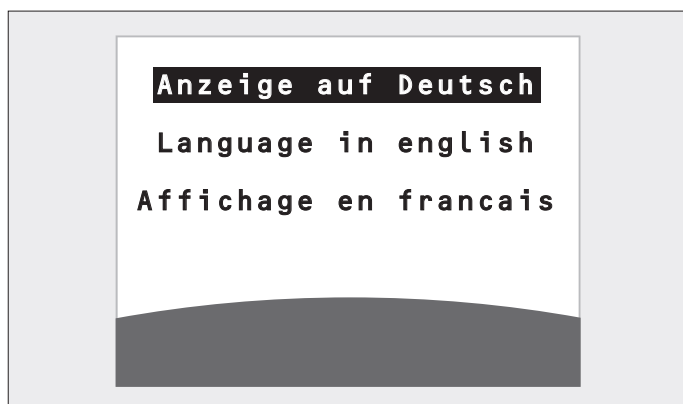 Anzeige auf Deutsch
Language in english
Affichage en francais